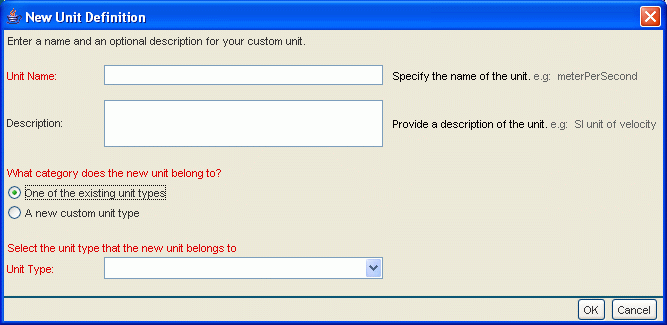 New Unit Definition
Enter a name and an optional description for your custom unit.
Unit Name: Specify the name of the unit. e.g: meterPerSecond
Description: Provide a description of the unit. e.g: SI unit of velocity
What category does the new unit belong to?
One of the existing unit types
A new custom unit type
Select the unit type that the new unit belongs to
Unit Type:
OK Cancel